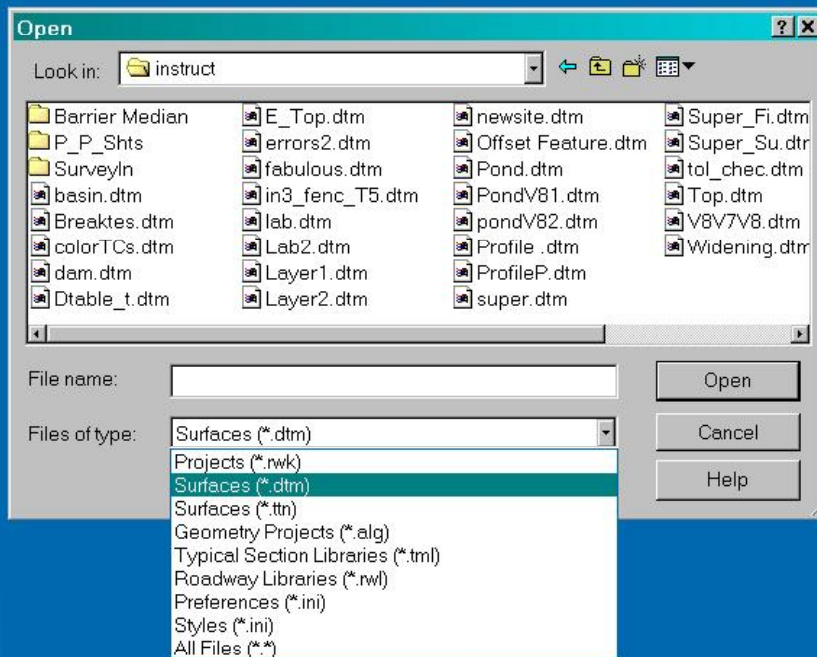 Open
Look in: instruct
Barrier Median E_Top.dtm newsite.dtm Super_Fi.dtm
P_P_Shts errors2.dtm Offset Feature.dtm Super_Su.dtr
SurveyIn fabulous.dtm Pond.dtm tol_chec.dtm
basin.dtm in3_fenc_T5.dtm PondV81.dtm Top.dtm
Breaktes.dtm lab.dtm pondV82.dtm V8V7V8.dtm
colorTCs.dtm Lab2.dtm Profile .dtm Widening.dtm
dam.dtm Layer1.dtm ProfileP.dtm
Dtable_t.dtm Layer2.dtm super.dtm
File name: Open
Files of type: Surfaces (*.dtm) Cancel
Projects (*.rwk)
Surfaces (*.dtm) Help
Surfaces (*.ttn)
Geometry Projects (*.alg)
Typical Section Libraries (*.tml)
Roadway Libraries (*.rwl)
Preferences (*.ini)
Styles (*.ini)
All Files (*.*)